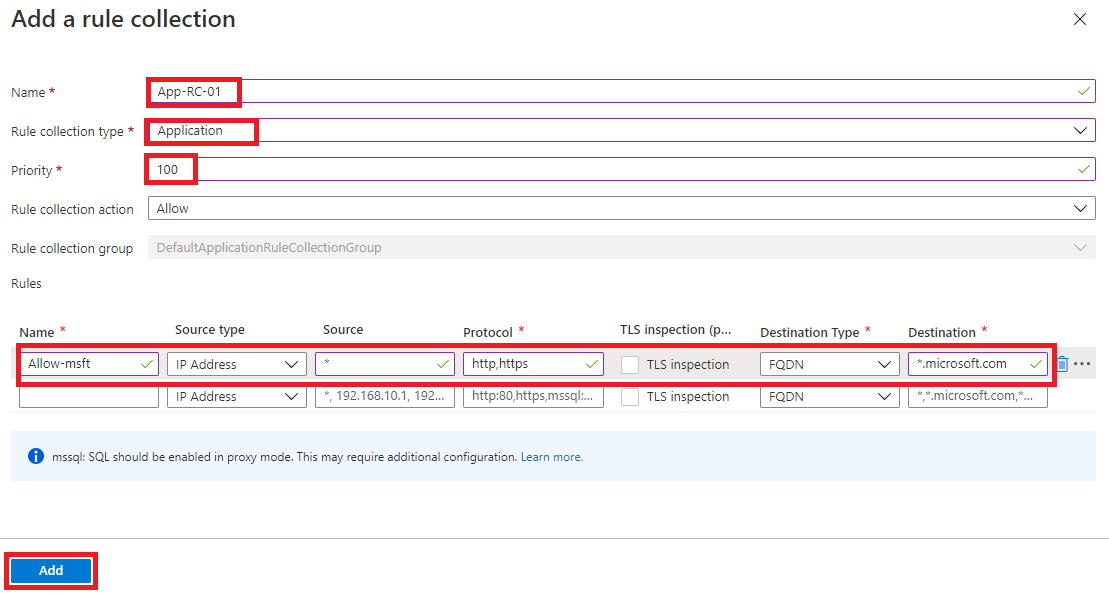 Add a rule collection
Name * App-RC-01
Rule collection type * Application
Priority * 100
Rule collection action Allow
Rule collection group DefaultApplicationRuleCollectionGroup
Rules
Name * Source type Source Protocol * TLS inspection (p... Destination Type * Destination *
Allow-msft IP Address * http,https TLS inspection FQDN *.microsoft.com
IP Address *, 192.168.10.1, 192... http:80,https,mssql:... TLS inspection FQDN *,*.microsoft.com,*...
mssql: SQL should be enabled in proxy mode. This may require additional configuration. Learn more.
Add